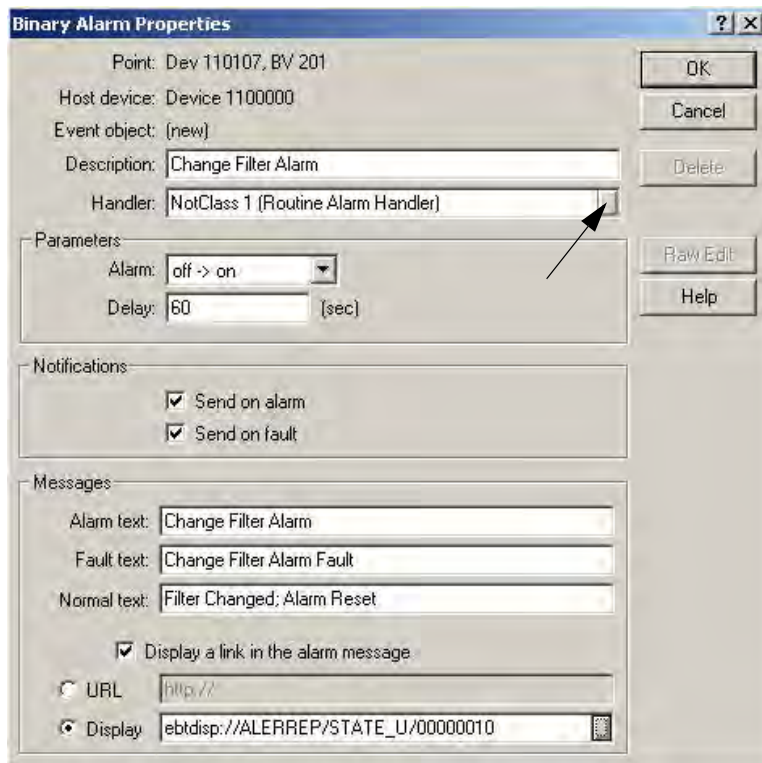 Binary Alarm Properties
? X
Point: Dev 110107, BV 201
OK
Host device: Device 1100000
Cancel
Event object: (new)
Description: Change Filter Alarm
Delete
Handler: NotClass 1 (Routine Alarm Handler)
Parameters
Alarm: off -> on
Raw Edit
Delay: 60 (sec)
Help
Notifications
Send on alarm
Send on fault
Messages
Alarm text: Change Filter Alarm
Fault text: Change Filter Alarm Fault
Normal text: Filter Changed; Alarm Reset
Display a link in the alarm message
URL http://
Display ebtdisp://ALERREP/STATE_U/00000010